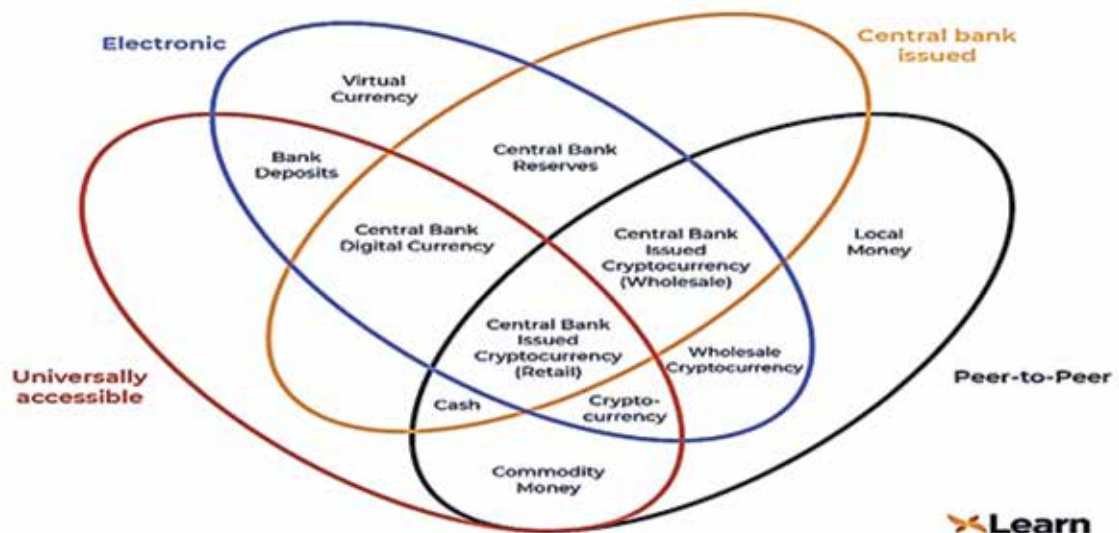 Electronic
Central bank
issued
Virtual
Currency
Bank
Deposits
Central Bank
Reserves
Central Bank
Digital Currency
Central Bank
Issued
Cryptocurrency
(Wholesale)
Local
Money
Central Bank
Issued
Cryptocurrency
(Retail)
Wholesale
Cryptocurrency
Universally
accessible
Peer-to-Peer
Cash
Crypto-
currency
Commodity
Money
Learn